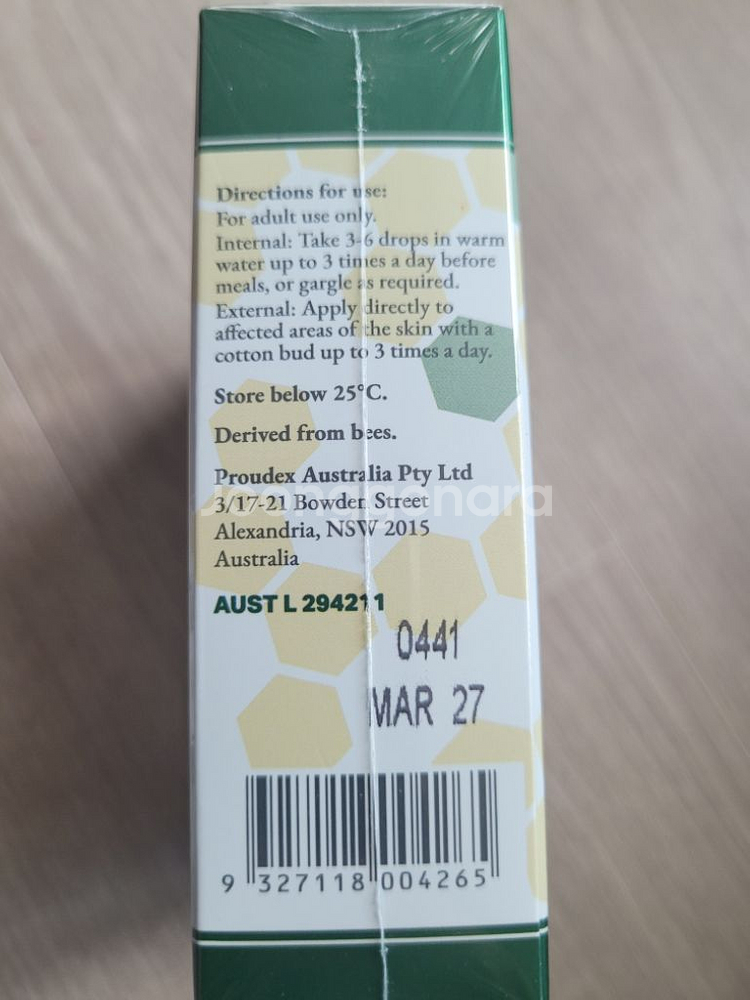 Directions for use:
For adult use only.
Internal: Take 3-6 drops in warm
water up to 3 times a day before
meals, or gargle as required.
External: Apply directly to
affected areas of the skin with a
cotton bud up to 3 times a day.
Store below 25°C.
Derived from bees.
Proudex Australia Pty Ltd
3/17-21 Bowden Street
Joonggonara
Alexandria, NSW 2015
Australia
AUST L 294211
0441
MAR 27
9 327118 004265